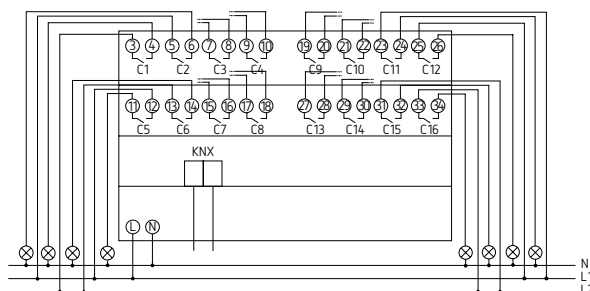 3 4 5 6 7 8 9 10 19 20 21 22 23 24 25 26
C1 C2 C3 C4 C9 C10 C11 C12
11 12 13 14 15 16 17 18 27 28 29 30 31 32 33 34
C5 C6 C7 C8 C13 C14 C15 C16
KNX
L N
N
L1